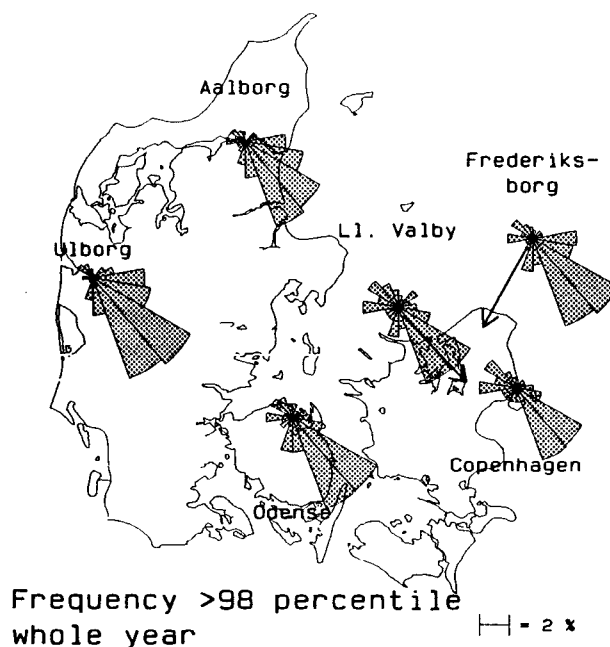 Aalborg
Frederiks-
borg
Ll. Valby
Ulborg
Copenhagen
Odense
Frequency >98 percentile
whole year
= 2 %